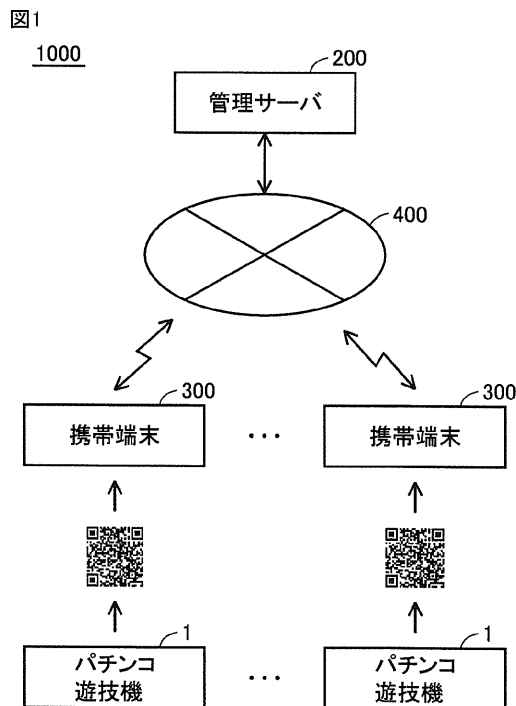 図1
1000
200
管理サーバ
400
300
300
携帯端末
...
携帯端末
1
1
パチンコ
遊技機
...
パチンコ
遊技機